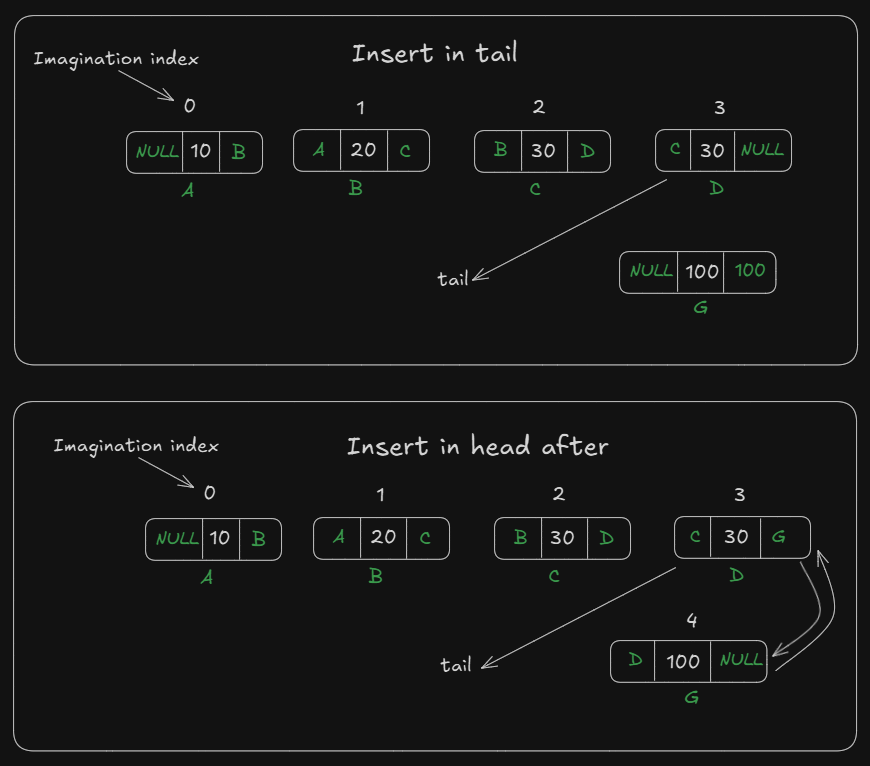 Insert in tail
Imagination index
0 1 2 3
NULL 10 B A 20 C B 30 D C 30 NULL
A B C D
tail
NULL 100 100
G
Insert in head after
Imagination index
0 1 2 3
NULL 10 B A 20 C B 30 D C 30 G
A B C D
4
tail
D 100 NULL
G